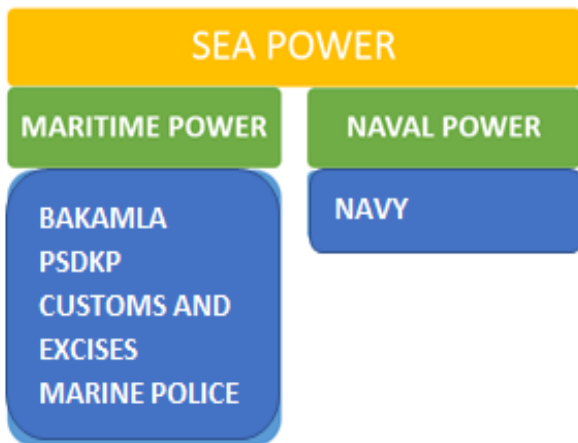 SEA POWER
MARITIME POWER
NAVAL POWER
BAKAMLA
PSDKP
CUSTOMS AND
EXCISES
MARINE POLICE
NAVY